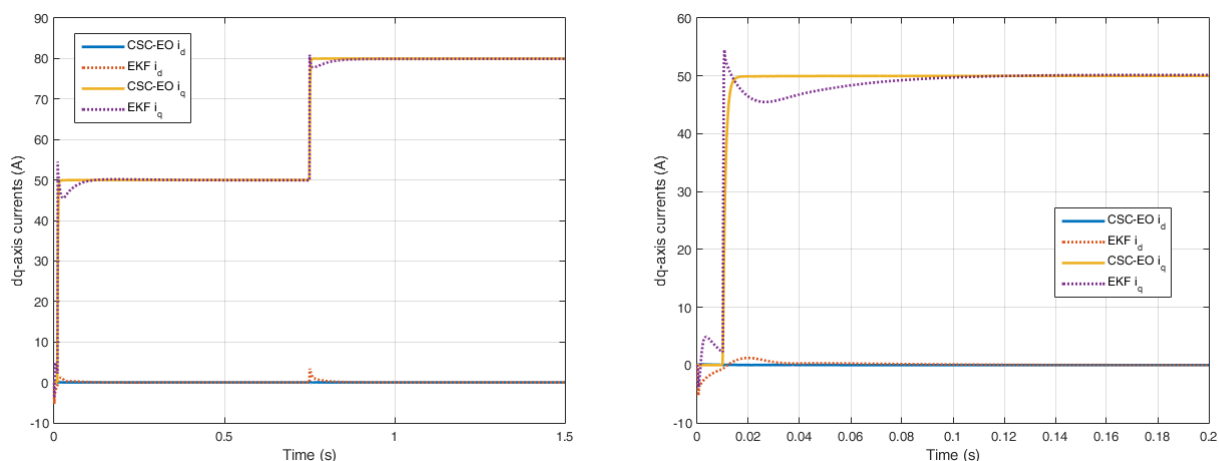 90
80
70
60
50
40
30
20
10
0
-10
dq-axis currents (A)
CSC-EO i_d
EKF i_d
CSC-EO i_q
EKF i_q
0 0.5 1 1.5
Time (s)
60
50
40
30
20
10
0
-10
dq-axis currents (A)
CSC-EO i_d
EKF i_d
CSC-EO i_q
EKF i_q
0 0.02 0.04 0.06 0.08 0.1 0.12 0.14 0.16 0.18 0.2
Time (s)